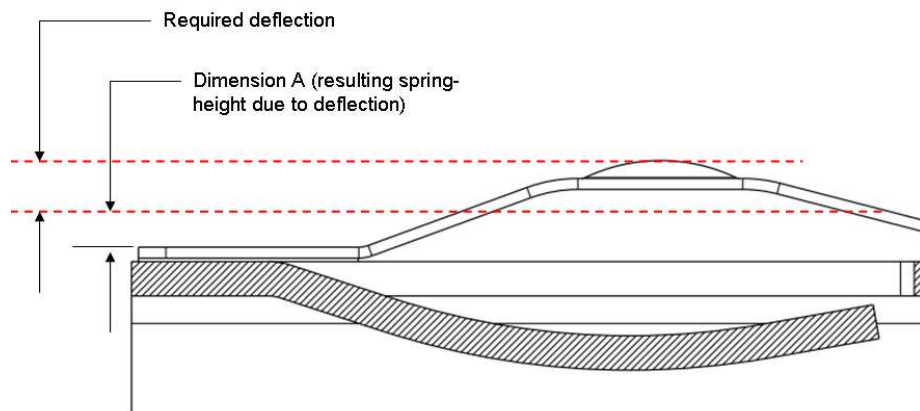 Required deflection
Dimension A (resulting spring-
height due to deflection)